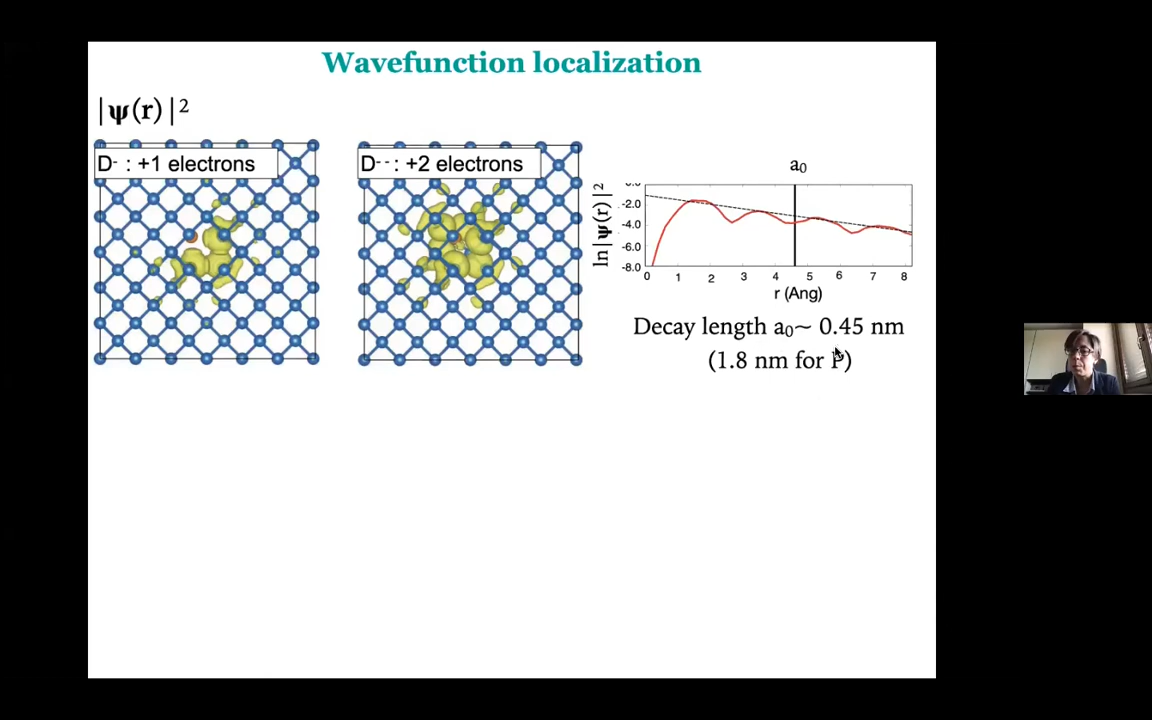 Wavefunction localization
|ψ(r)|²
D⁻ : +1 electrons
D⁻⁻: +2 electrons
a₀
ln|ψ(r)|²
-2.0
-4.0
-6.0
-8.0
0 1 2 3 4 5 6 7 8
r (Ang)
Decay length a₀~ 0.45 nm
(1.8 nm for P)